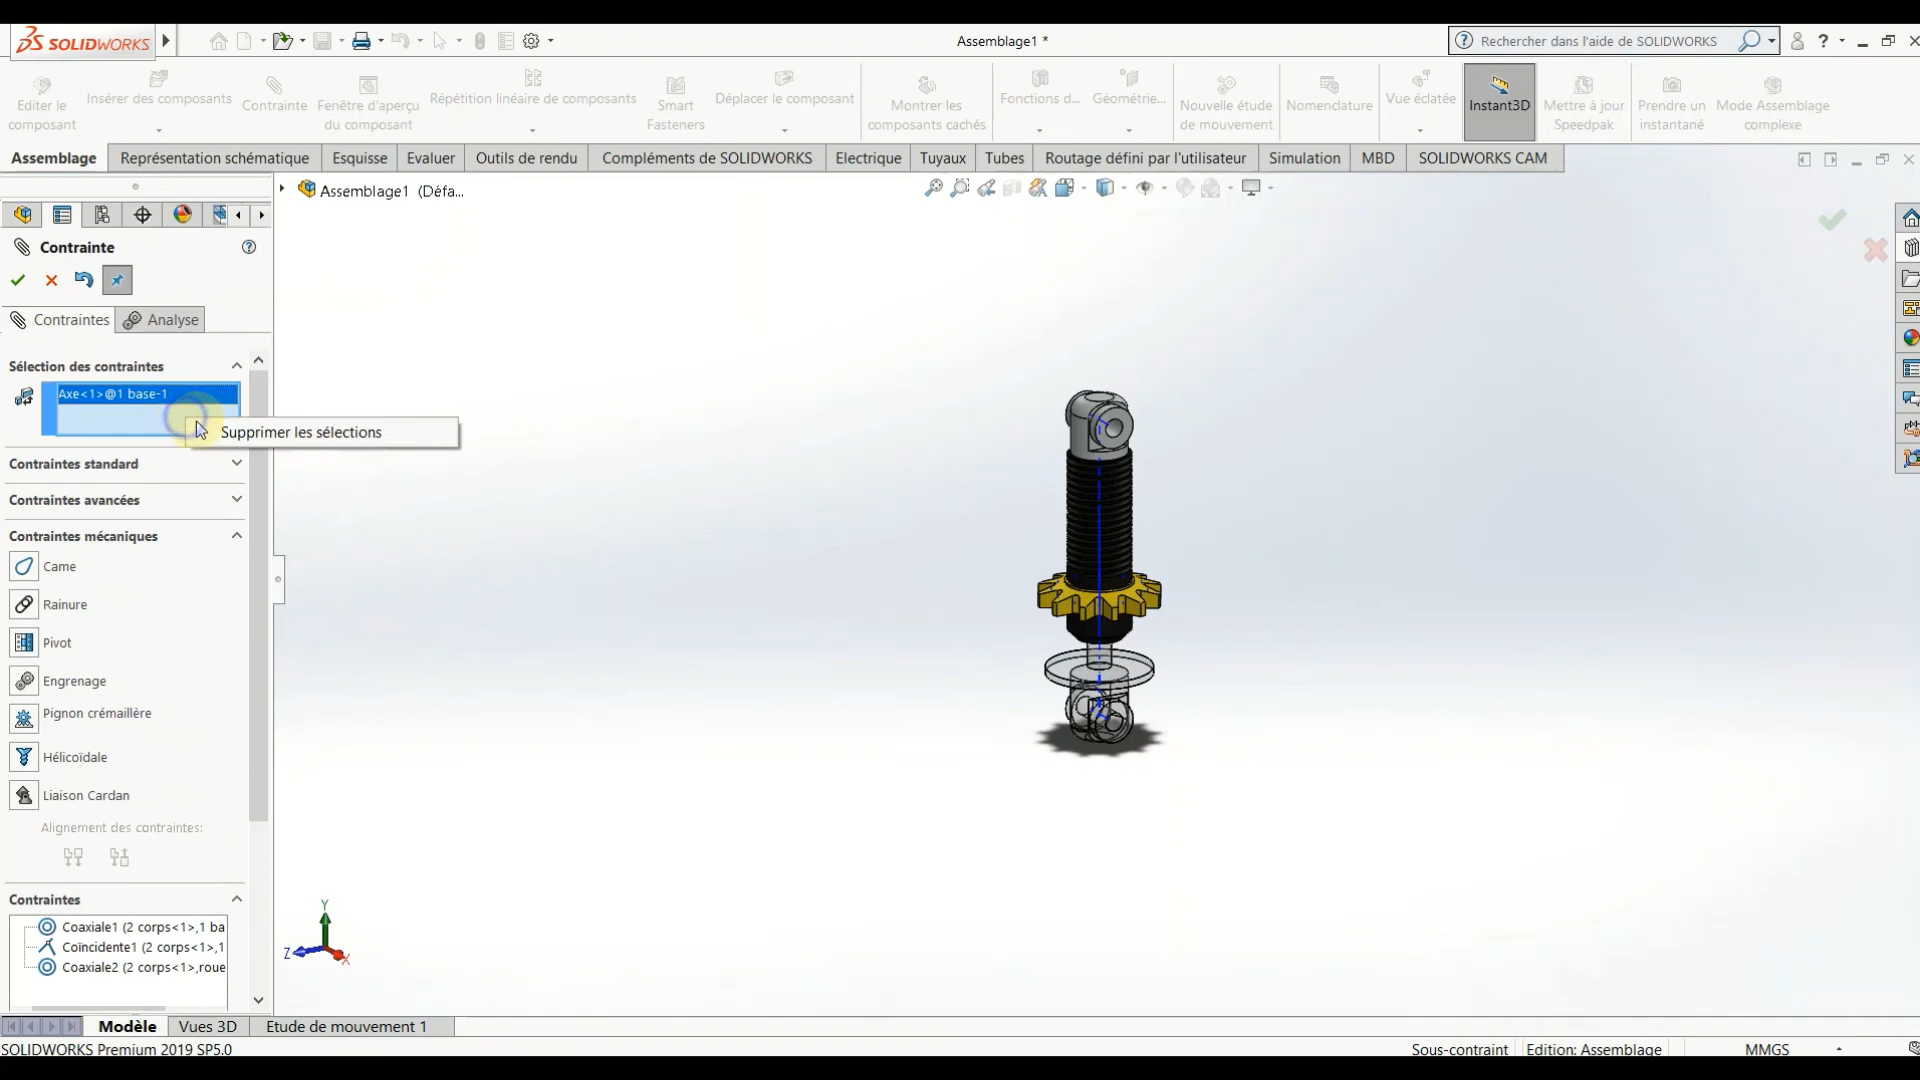 SOLIDWORKS
Assemblage1 *
Rechercher dans l'aide de SOLIDWORKS
?
Editer le composant
Insérer des composants
Contrainte
Fenêtre d'aperçu du composant
Répétition linéaire de composants
Smart Fasteners
Déplacer le composant
Montrer les composants cachés
Fonctions d...
Géométrie...
Nouvelle étude de mouvement
Nomenclature
Vue éclatée
Instant3D
Mettre à jour Speedpak
Prendre un instantané
Mode Assemblage complexe
Assemblage
Représentation schématique
Esquisse
Evaluer
Outils de rendu
Compléments de SOLIDWORKS
Electrique
Tuyaux
Tubes
Routage défini par l'utilisateur
Simulation
MBD
SOLIDWORKS CAM
Assemblage1 (Défa...
Contrainte
?
Contraintes
Analyse
Sélection des contraintes
Axe<1>@1 base-1
Supprimer les sélections
Contraintes standard
Contraintes avancées
Contraintes mécaniques
Came
Rainure
Pivot
Engrenage
Pignon crémaillère
Hélicoïdale
Liaison Cardan
Alignement des contraintes:
Contraintes
Coaxiale1 (2 corps<1>,1 ba
Coïncidente1 (2 corps<1>,1
Coaxiale2 (2 corps<1>,roue
Y
Z
X
Modèle
Vues 3D
Etude de mouvement 1
SOLIDWORKS Premium 2019 SP5.0
Sous-contraint
Edition: Assemblage
MMGS